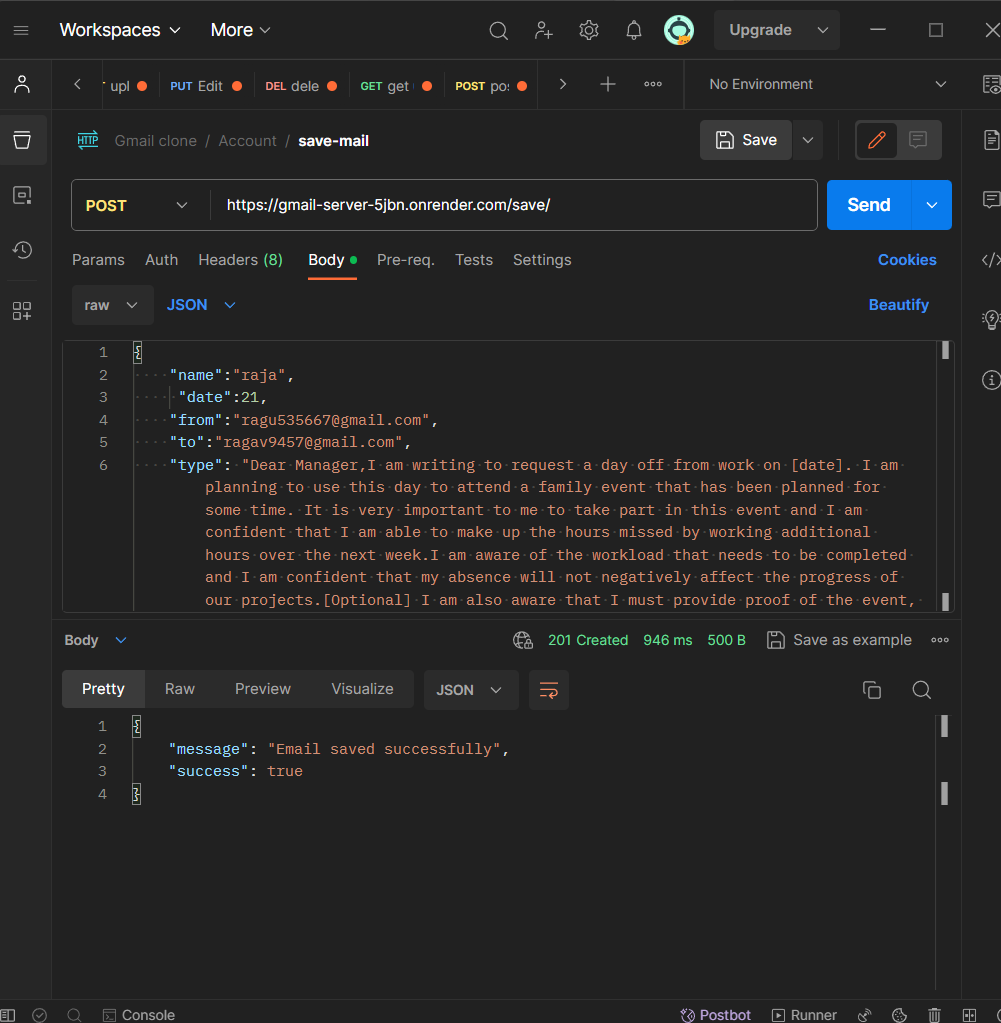 Workspaces More Upgrade
upl PUT Edit DEL dele GET get POST pos No Environment
HTTP Gmail clone / Account / save-mail Save
POST https://gmail-server-5jbn.onrender.com/save/ Send
Params Auth Headers (8) Body Pre-req. Tests Settings Cookies
raw JSON Beautify
1 {
2 "name":"raja",
3 "date":21,
4 "from":"ragu535667@gmail.com",
5 "to":"ragav9457@gmail.com",
6 "type": "Dear Manager,I am writing to request a day off from work on [date]. I am
planning to use this day to attend a family event that has been planned for
some time. It is very important to me to take part in this event and I am
confident that I am able to make up the hours missed by working additional
hours over the next week.I am aware of the workload that needs to be completed
and I am confident that my absence will not negatively affect the progress of
our projects.[Optional] I am also aware that I must provide proof of the event,
Body 201 Created 946 ms 500 B Save as example
Pretty Raw Preview Visualize JSON
1 {
2 "message": "Email saved successfully",
3 "success": true
4 }
Console Postbot Runner